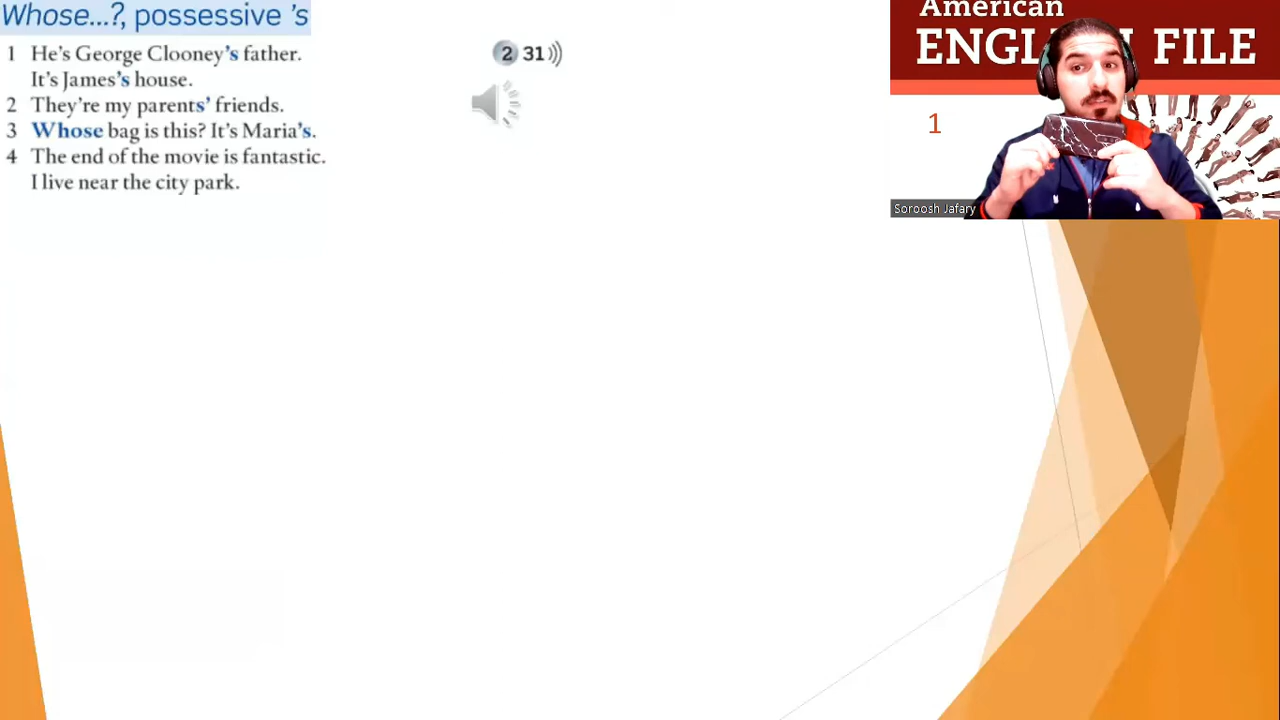 Whose...?, possessive 's
1 He's George Clooney's father.
It's James's house.
2 They're my parents' friends.
3 Whose bag is this? It's Maria's.
4 The end of the movie is fantastic.
I live near the city park.
2 31
American
ENGL FILE
1
Soroosh Jafary